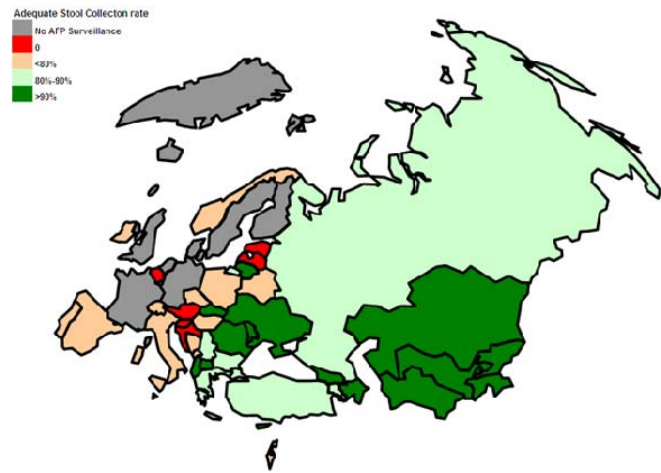 Adequate Stool Collecton rate
No AFP Surveillance
0
<80%
80%-90%
>90%